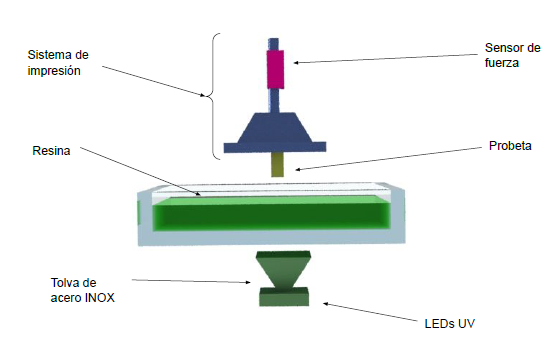 Sistema de
impresión
Sensor de
fuerza
Resina
Probeta
Tolva de
acero INOX
LEDs UV